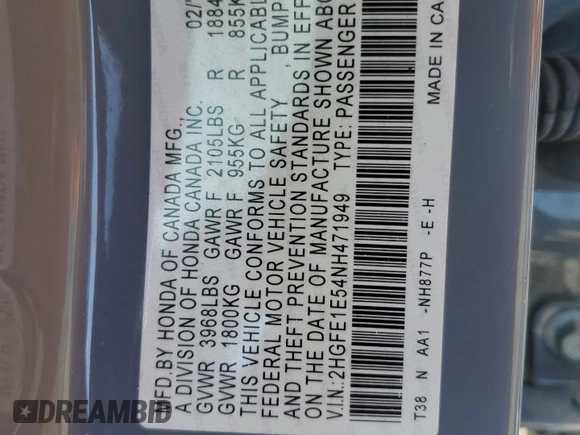 MFD.BY HONDA OF CANADA MFG., 02/
A DIVISION OF HONDA CANADA INC.
GVWR 3968LBS GAWR F 2105LBS R 1884
GVWR 1800KG GAWR F 955KG R 855K
THIS VEHICLE CONFORMS TO ALL APPLICABLE
FEDERAL MOTOR VEHICLE SAFETY , BUMP
AND THEFT PREVENTION STANDARDS IN EFF
ON THE DATE OF MANUFACTURE SHOWN ABO
V.I.N.:2HGFE1E54NH471949 TYPE: PASSENGER
T38 N AA1 -NH877P -E -H MADE IN CA
DREAMBID